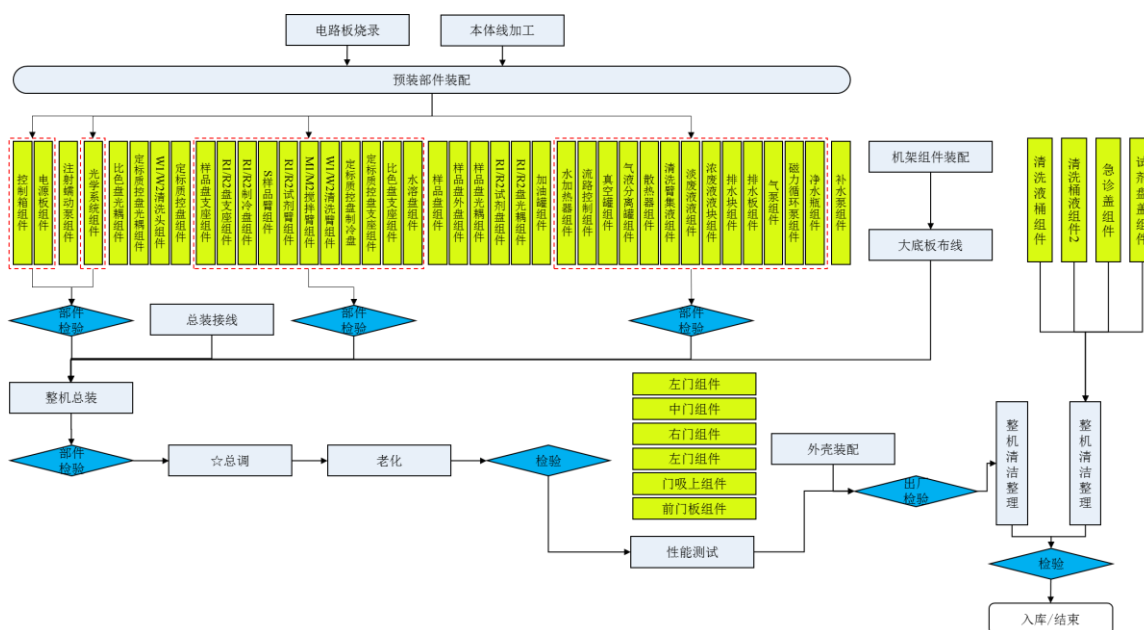 电路板烧录
本体线加工
预装部件装配
控制箱组件
电源板组件
注射蠕动泵组件
光学系统组件
比色盘光耦组件
定标质控盘光耦组件
W1/W2清洗头组件
定标质控盘组件
样品盘支座组件
R1/R2盘支座组件
R1/R2制冷盘组件
S样品臂组件
R1/R2试剂臂组件
M1/M2搅拌臂组件
W1/W2清洗臂组件
定标质控盘制冷盘
定标质控盘支座组件
比色盘支座组件
水浴盘组件
样品盘组件
样品盘外盘组件
样品盘光耦组件
R1/R2试剂盘组件
R1/R2盘光耦组件
加油罐组件
水加热器组件
流路控制组件
真空罐组件
气液分离罐组件
散热器组件
清洗臂集液组件
淡废液液块组件
浓废液液块组件
排水块组件
排水板组件
气泵组件
磁力循环泵组件
净水瓶组件
补水泵组件
机架组件装配
大底板布线
清洗液桶组件
清洗桶液组件2
急诊盖组件
试剂盘盖组件
部件
检验
总装接线
部件
检验
部件
检验
整机总装
部件
检验
☆总调
老化
检验
左门组件
中门组件
右门组件
左门组件
门吸上组件
前门板组件
性能测试
外壳装配
出厂
检验
整机清洁整理
整机清洁整理
检验
入库/结束